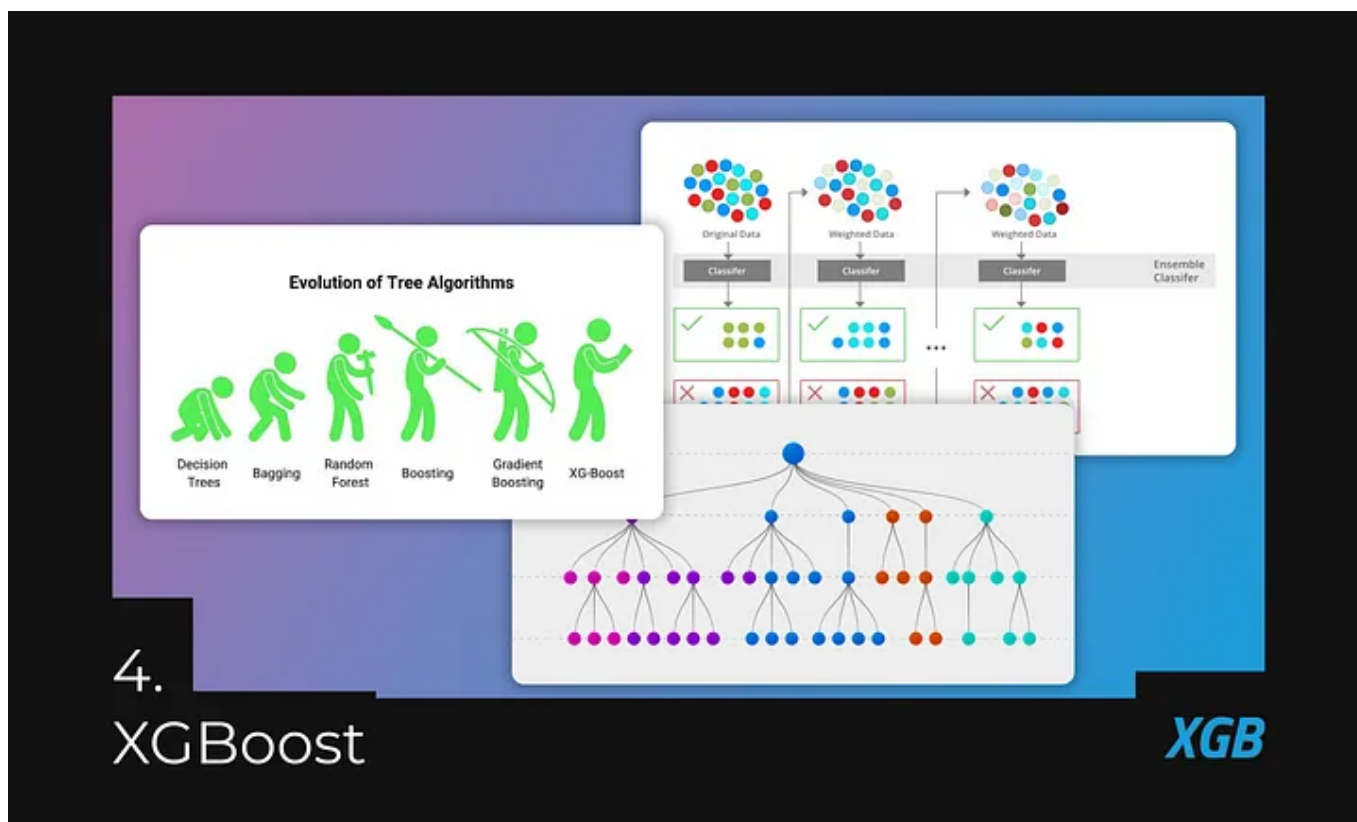 Evolution of Tree Algorithms
Decision
Trees
Bagging
Random
Forest
Boosting
Gradient
Boosting
XG-Boost
Original Data
Weighted Data
Weighted Data
Classifer
Classifer
Classifer
Ensemble
Classifer
...
4.
XGBoost
XGB